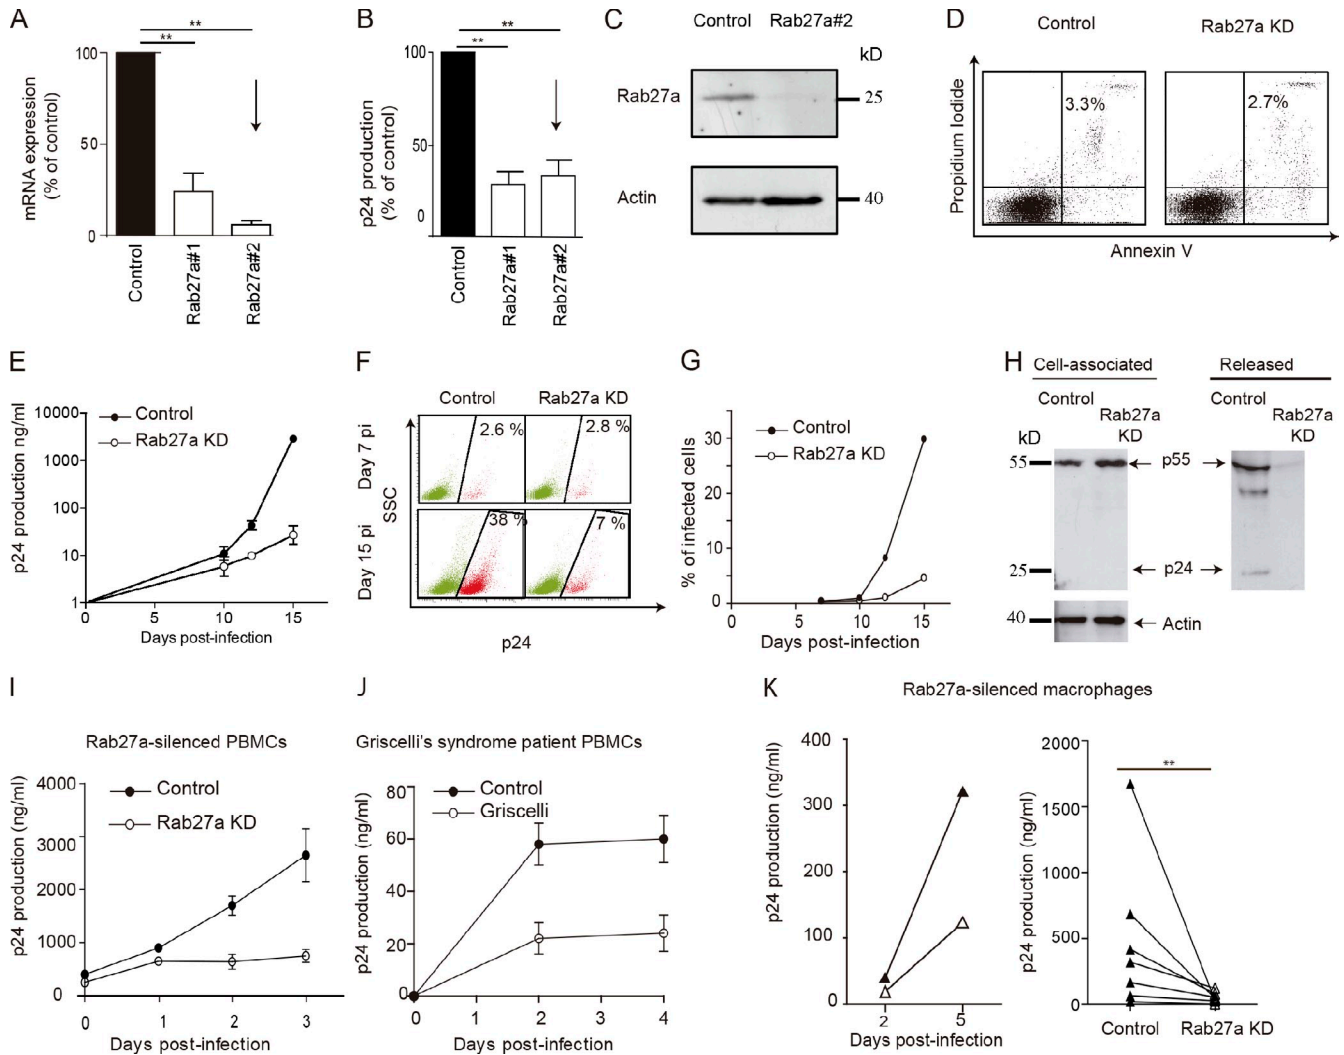 A
**
**
mRNA expression
(% of control)
100
50
0
Control
Rab27a#1
Rab27a#2
B
**
**
p24 production
(% of control)
100
50
0
Control
Rab27a#1
Rab27a#2
C
Control Rab27a#2
kD
Rab27a
25
Actin
40
D
Control Rab27a KD
Propidium Iodide
3.3%
2.7%
Annexin V
E
p24 production ng/ml
10000
1000
100
10
1
Control
Rab27a KD
0 5 10 15
Days post-infection
F
Control Rab27a KD
Day 7 pi
2.6 %
2.8 %
SSC
Day 15 pi
38 %
7 %
p24
G
% of infected cells
30
20
10
0
Control
Rab27a KD
0 5 10 15
Days post-infection
H
Cell-associated Released
Control Rab27a KD
Control Rab27a KD
kD
55
p55
25
p24
40
Actin
I
Rab27a-silenced PBMCs
p24 production (ng/ml)
4000
3000
2000
1000
0
Control
Rab27a KD
0 1 2 3
Days post-infection
J
Griscelli's syndrome patient PBMCs
p24 production (ng/ml)
80
60
40
20
0
Control
Griscelli
0 1 2 3 4
Days post-infection
K
Rab27a-silenced macrophages
p24 production (ng/ml)
400
300
200
100
0
2 5
Days post-infection
p24 production (ng/ml)
2000
1500
1000
500
0
**
Control Rab27a KD